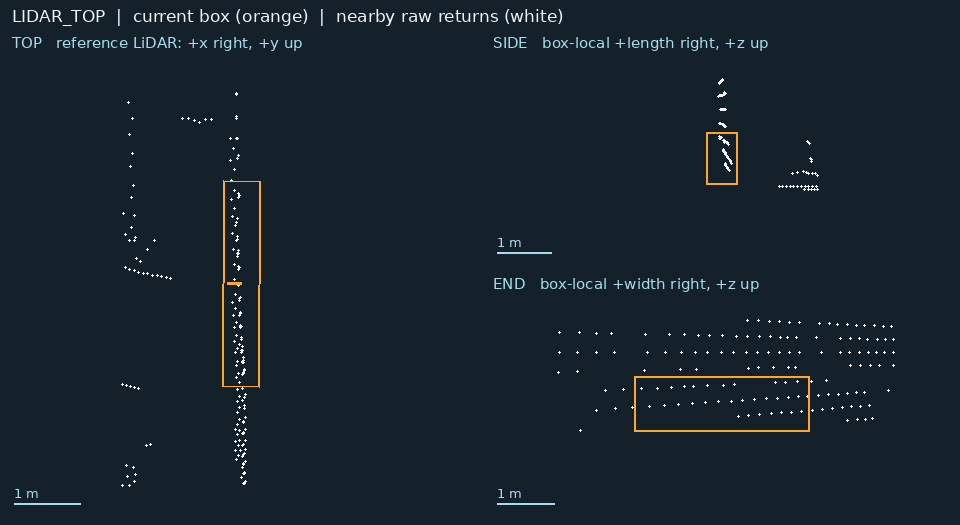 LIDAR_TOP | current box (orange) | nearby raw returns (white)
TOP reference LiDAR: +x right, +y up
SIDE box-local +length right, +z up
1 m
END box-local +width right, +z up
1 m
1 m